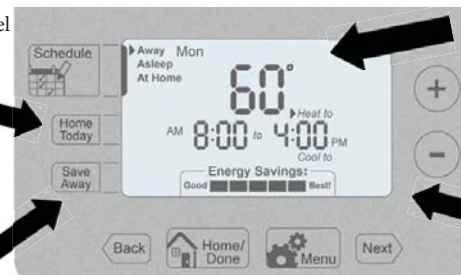 el
Schedule
Away Mon
Asleep
At Home
60°
Heat to
AM 8:00 to 4:00 PM
Cool to
Energy Savings:
Good Best!
Home
Today
Save
Away
+
-
Back
Home/
Done
Menu
Next